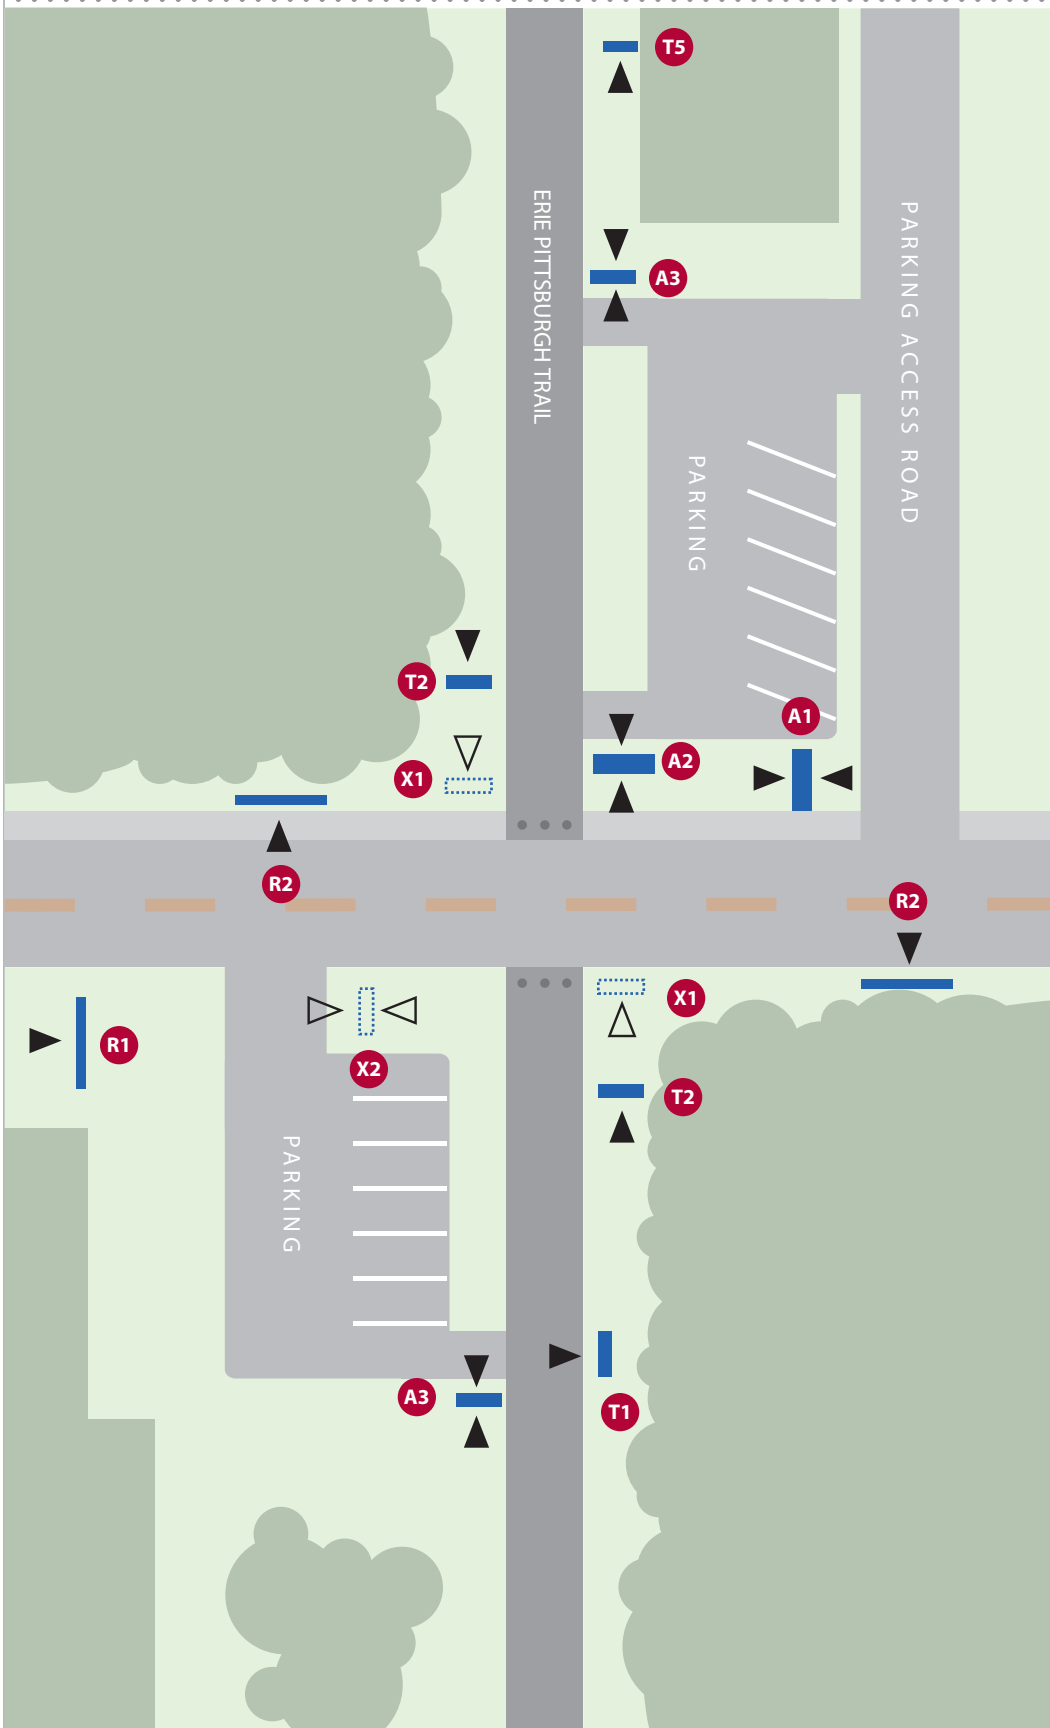 T5
ERIE PITTSBURGH TRAIL
PARKING ACCESS ROAD
A3
PARKING
T2
A1
A2
X1
R2
R2
X1
R1
X2
T2
PARKING
A3
T1